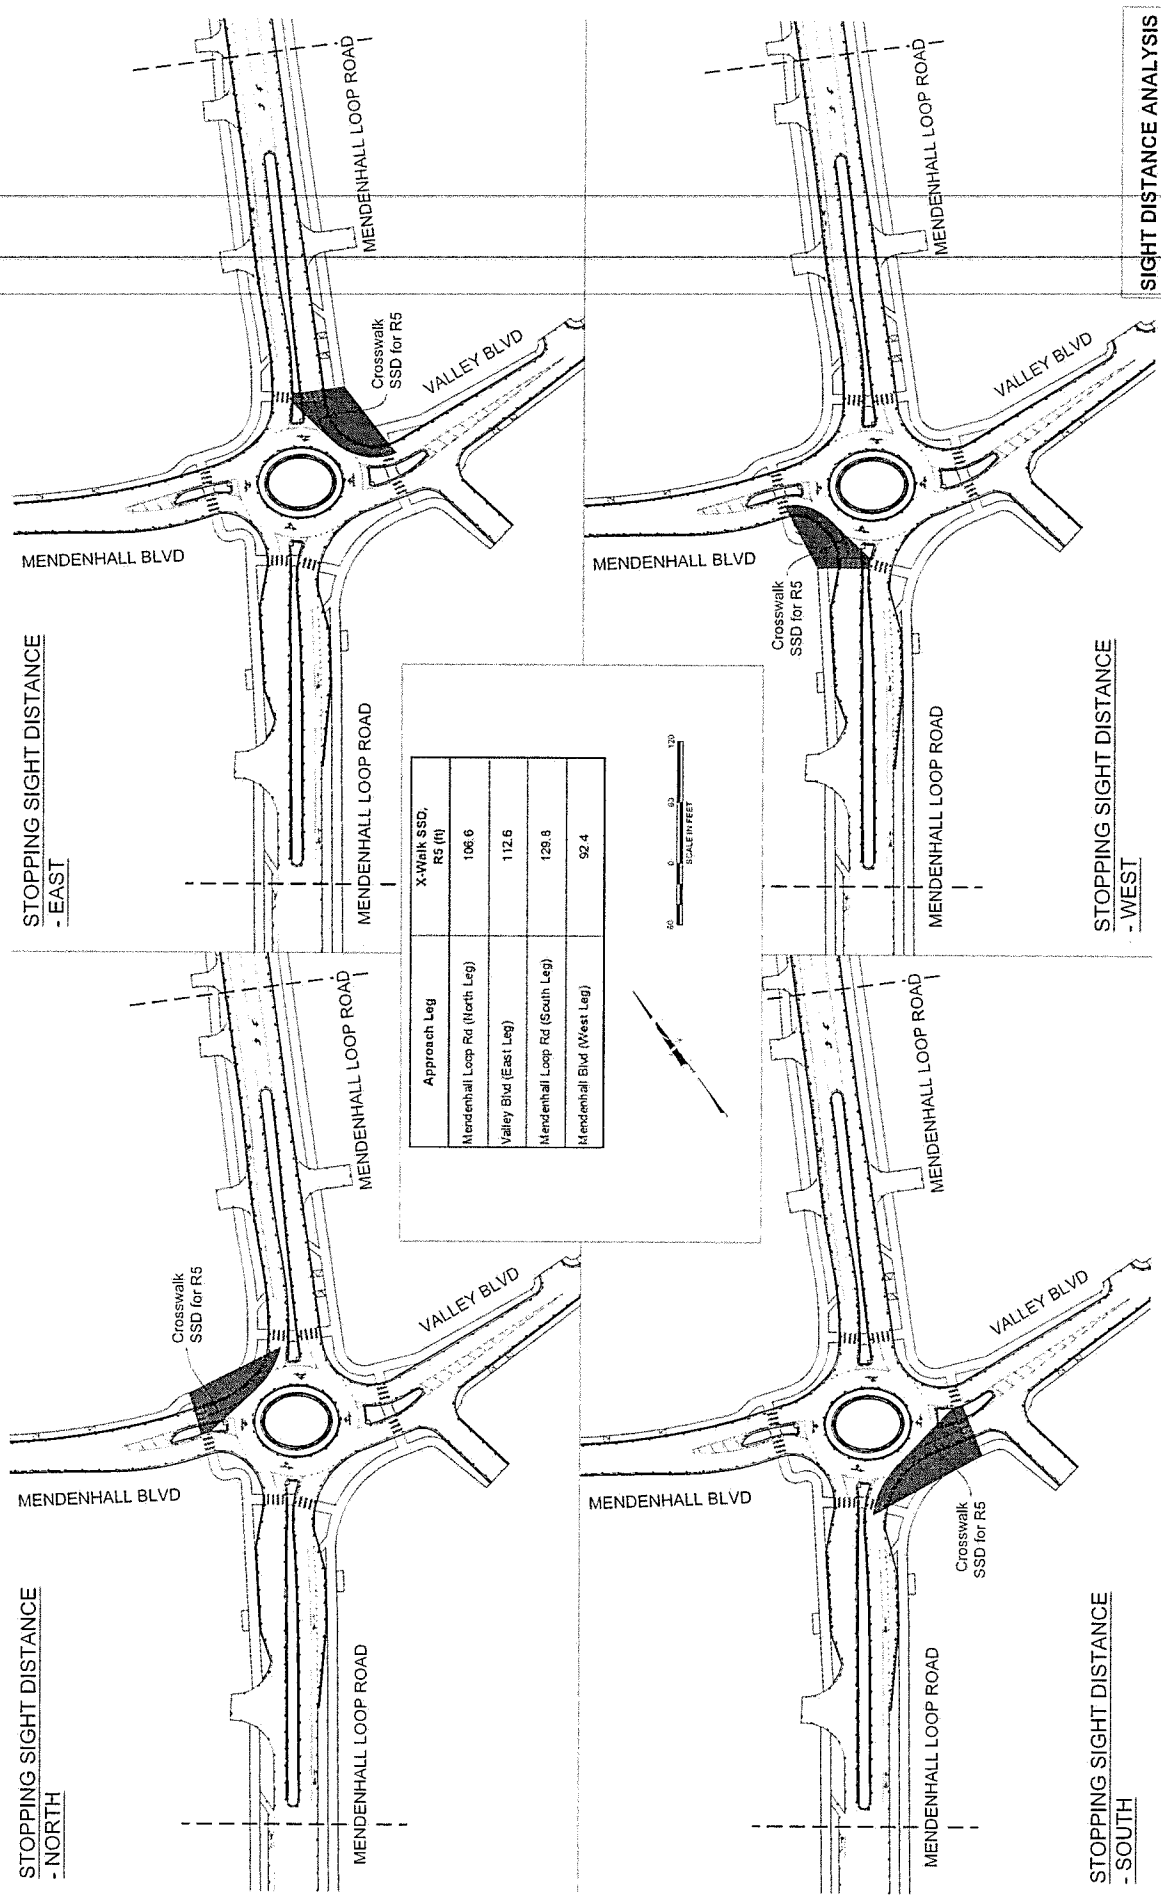 STOPPING SIGHT DISTANCE
- NORTH
MENDENHALL BLVD
Crosswalk
SSD for R5
MENDENHALL LOOP ROAD
MENDENHALL LOOP ROAD
VALLEY BLVD
STOPPING SIGHT DISTANCE
- EAST
MENDENHALL BLVD
Crosswalk
SSD for R5
MENDENHALL LOOP ROAD
MENDENHALL LOOP ROAD
VALLEY BLVD
Approach Leg
X-Walk SSD,
R5 (ft)
Mendenhall Loop Rd (North Leg) 106.6
Valley Blvd (East Leg) 112.6
Mendenhall Loop Rd (South Leg) 129.8
Mendenhall Blvd (West Leg) 92.4
60 0 60 120
SCALE IN FEET
STOPPING SIGHT DISTANCE
- SOUTH
MENDENHALL BLVD
Crosswalk
SSD for R5
MENDENHALL LOOP ROAD
MENDENHALL LOOP ROAD
VALLEY BLVD
STOPPING SIGHT DISTANCE
- WEST
MENDENHALL BLVD
Crosswalk
SSD for R5
MENDENHALL LOOP ROAD
MENDENHALL LOOP ROAD
VALLEY BLVD
SIGHT DISTANCE ANALYSIS